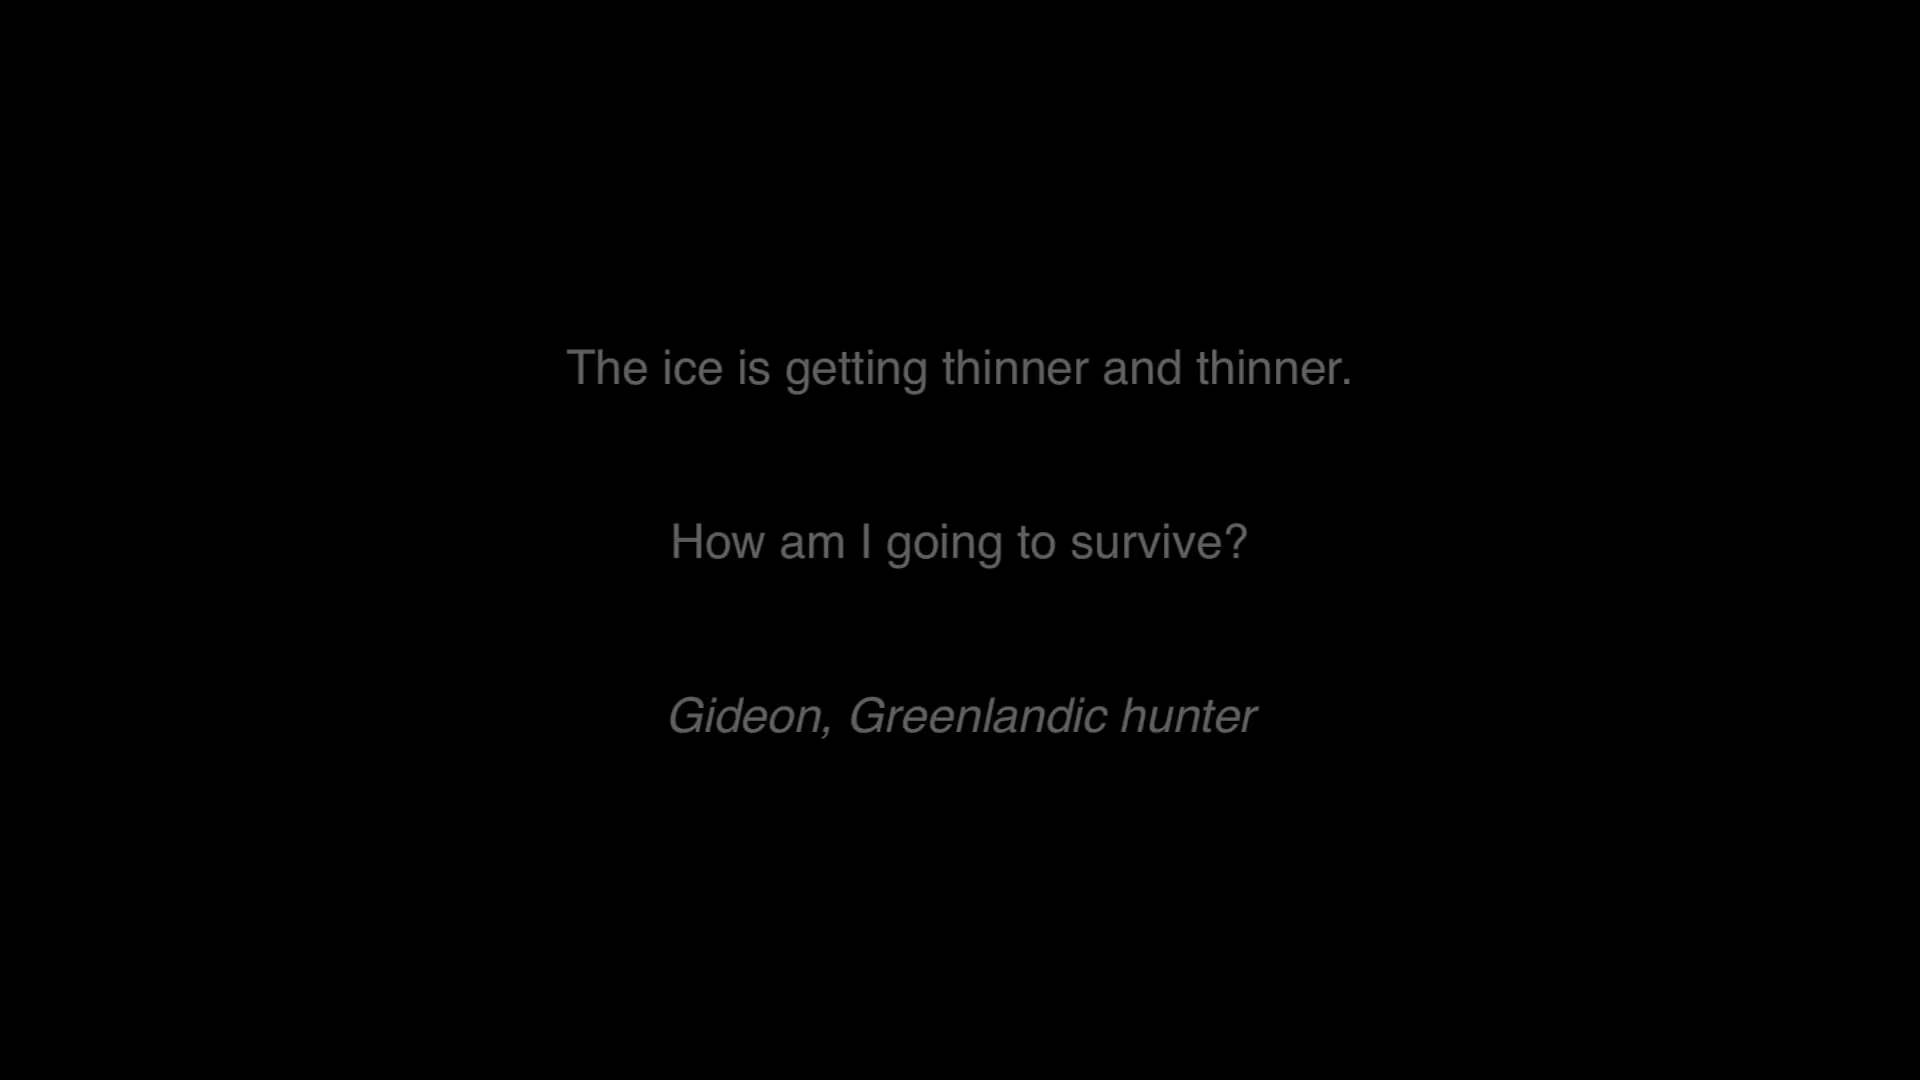 The ice is getting thinner and thinner.
How am I going to survive?
Gideon, Greenlandic hunter